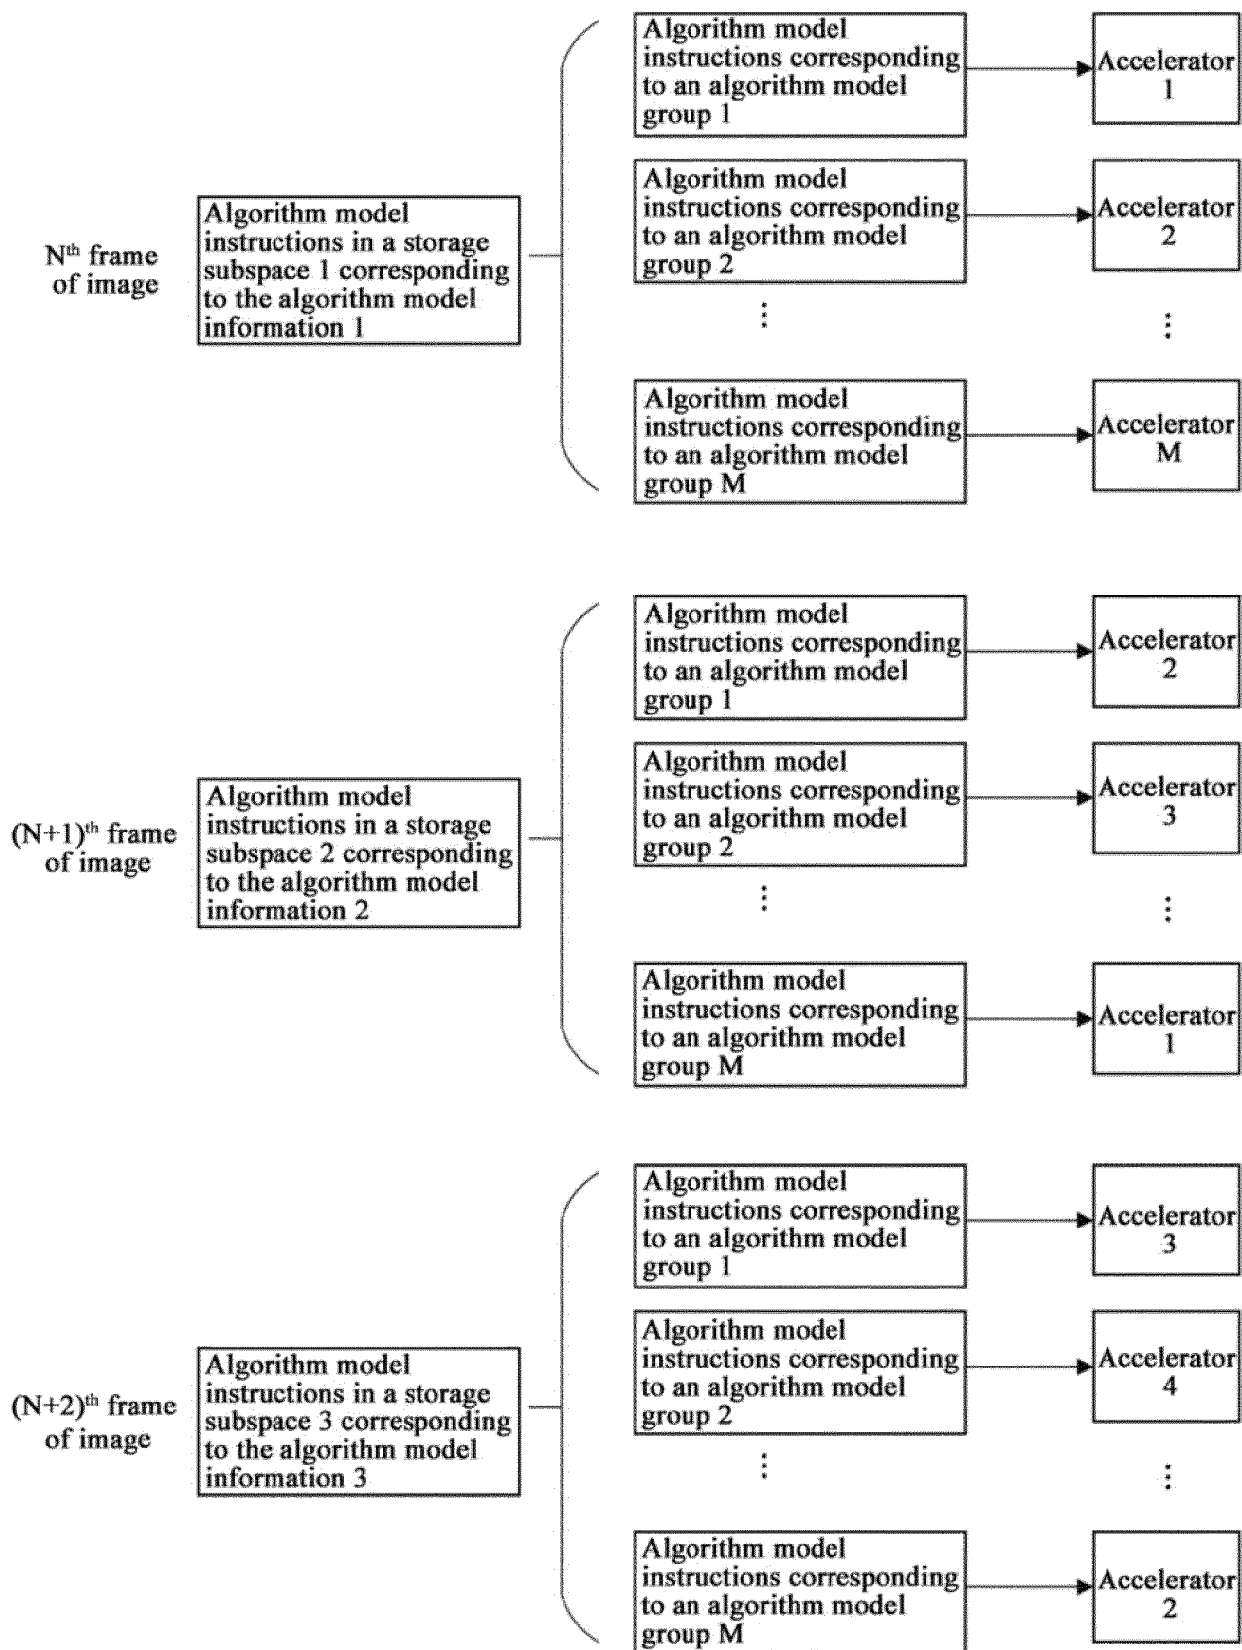 Nth frame
of image
Algorithm model
instructions in a storage
subspace 1 corresponding
to the algorithm model
information 1
Algorithm model
instructions corresponding
to an algorithm model
group 1
Accelerator
1
Algorithm model
instructions corresponding
to an algorithm model
group 2
Accelerator
2
⋮
⋮
Algorithm model
instructions corresponding
to an algorithm model
group M
Accelerator
M
(N+1)th frame
of image
Algorithm model
instructions in a storage
subspace 2 corresponding
to the algorithm model
information 2
Algorithm model
instructions corresponding
to an algorithm model
group 1
Accelerator
2
Algorithm model
instructions corresponding
to an algorithm model
group 2
Accelerator
3
⋮
⋮
Algorithm model
instructions corresponding
to an algorithm model
group M
Accelerator
1
(N+2)th frame
of image
Algorithm model
instructions in a storage
subspace 3 corresponding
to the algorithm model
information 3
Algorithm model
instructions corresponding
to an algorithm model
group 1
Accelerator
3
Algorithm model
instructions corresponding
to an algorithm model
group 2
Accelerator
4
⋮
⋮
Algorithm model
instructions corresponding
to an algorithm model
group M
Accelerator
2